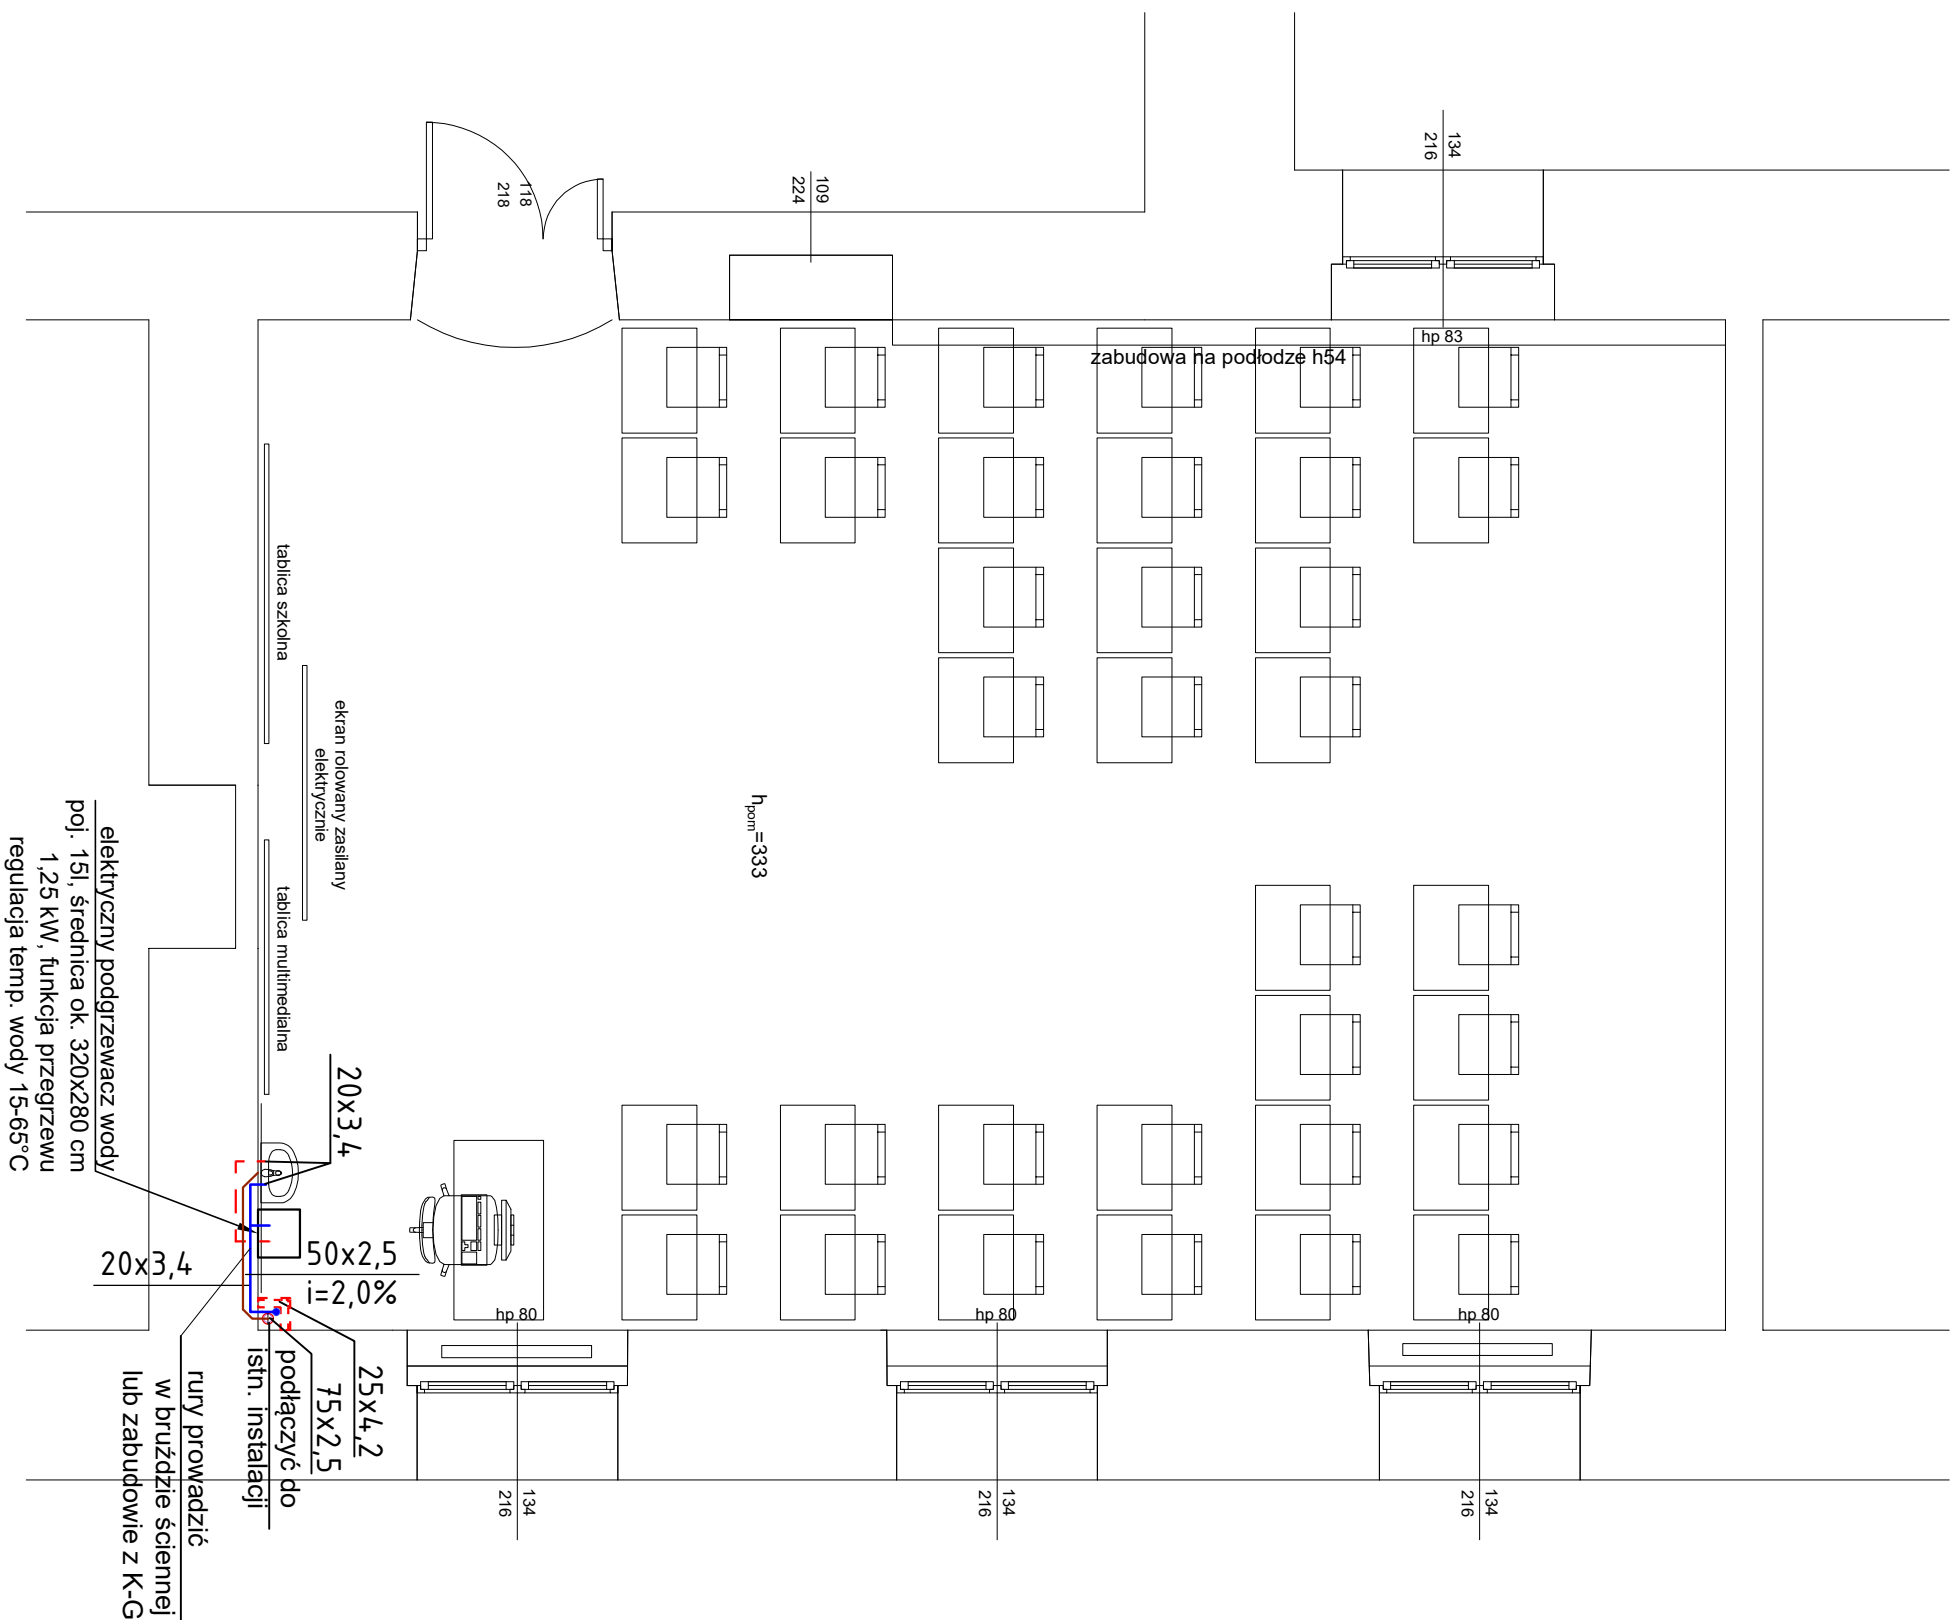 134
216
118
218
109
224
hp 83
zabudowa na podłodze h54
tablica szkolna
ekran rolowany zasilany
elektrycznie
tablica multimedialna
hpom=333
elektryczny podgrzewacz wody
poj. 15l, średnica ok. 320x280 cm
1,25 kW, funkcja przegrzewu
regulacja temp. wody 15-65°C
20x3,4
20x3,4
50x2,5
i=2,0%
hp 80
hp 80
hp 80
25x4,2
75x2,5
podłączyć do
istn. instalacji
rury prowadzić
w bruździe ściennej
lub zabudowie z K-G
134
216
134
216
134
216